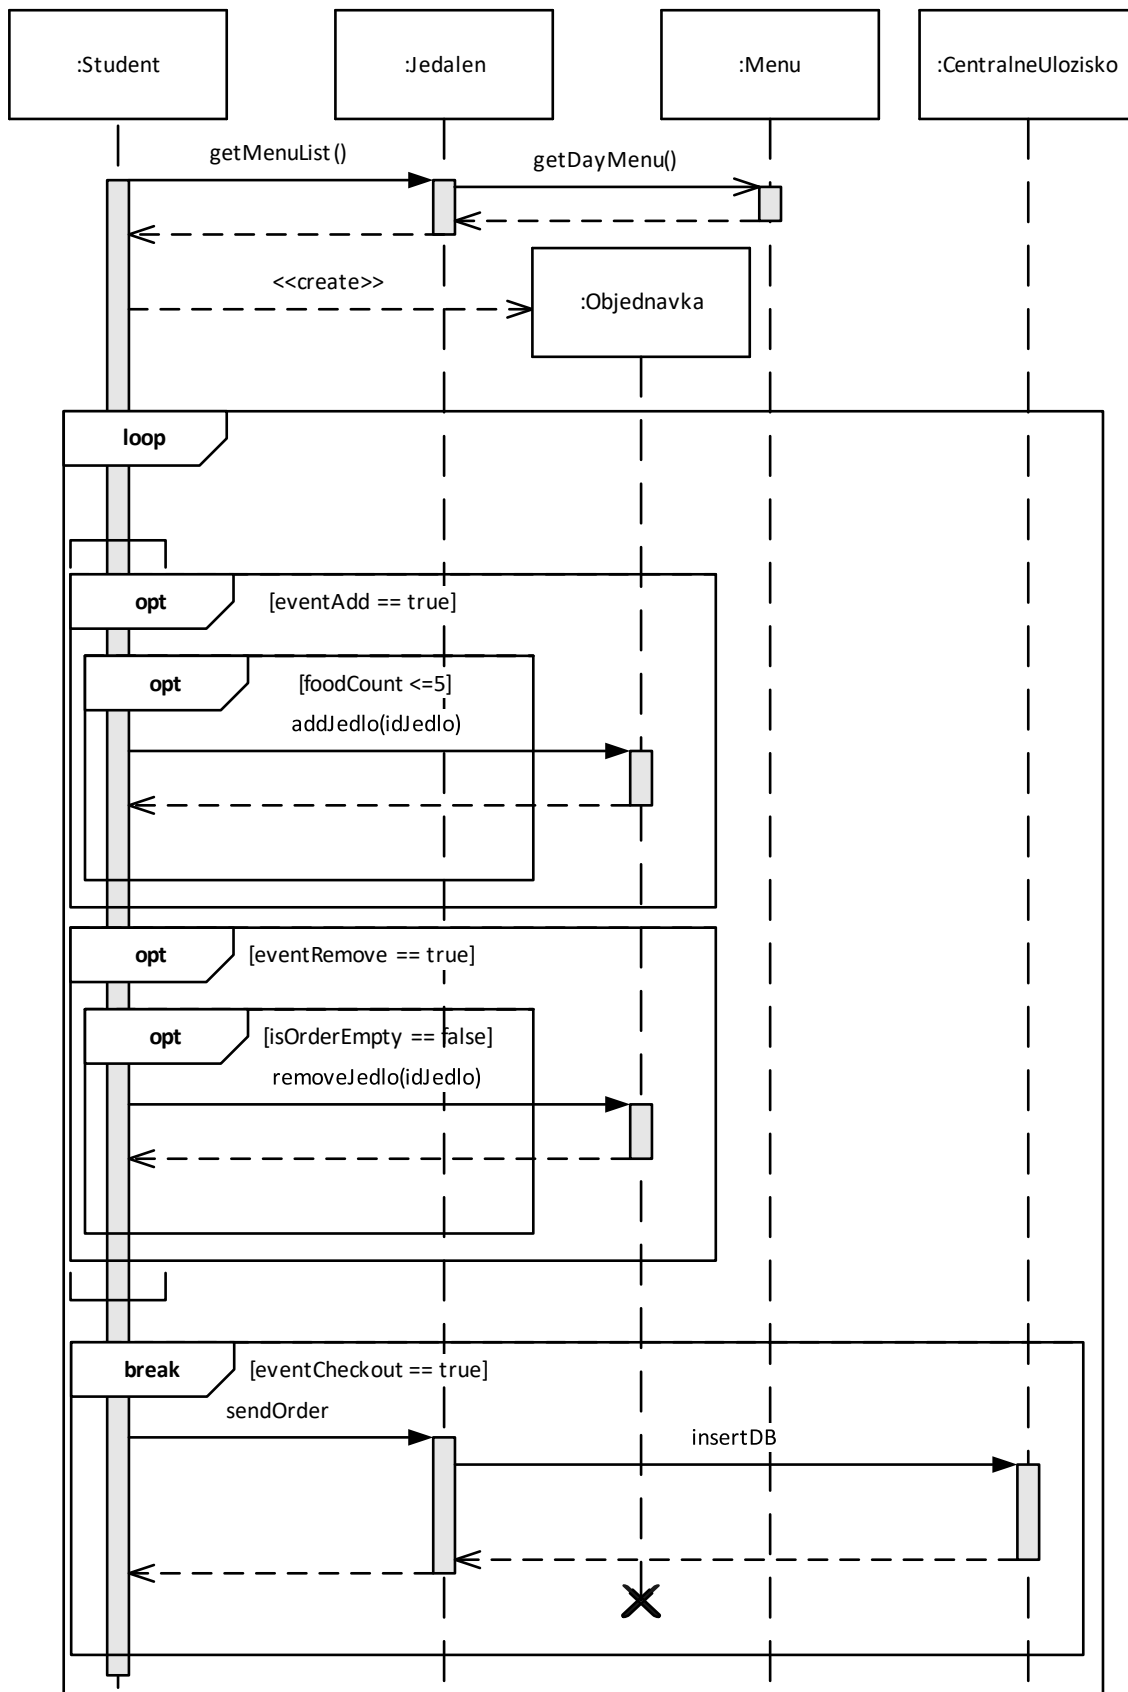 :Student
:Jedalen
:Menu
:CentralneUlozisko
getMenuList()
getDayMenu()
<<create>>
:Objednavka
loop
opt
[eventAdd == true]
opt
[foodCount <=5]
addJedlo(idJedlo)
opt
[eventRemove == true]
opt
[isOrderEmpty == false]
removeJedlo(idJedlo)
break
[eventCheckout == true]
sendOrder
insertDB